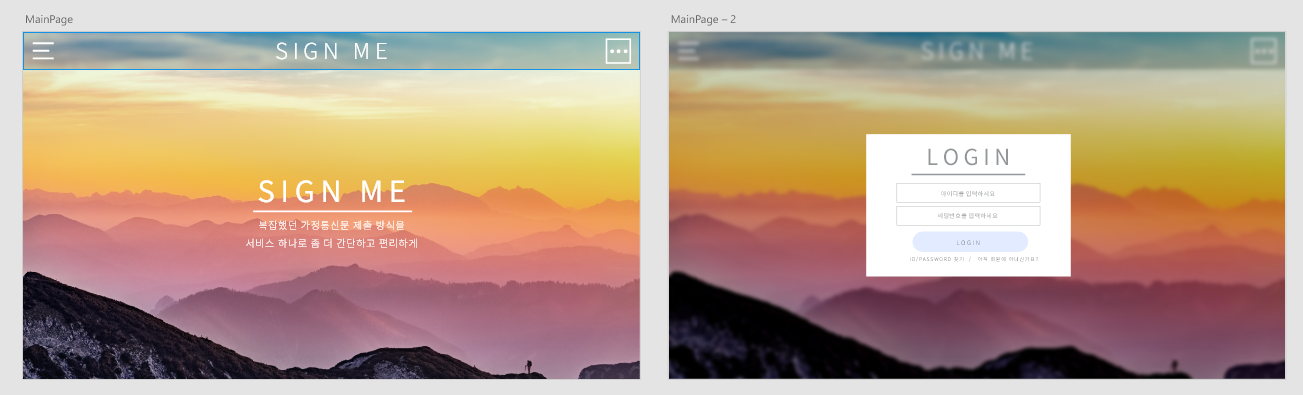 MainPage
SIGN ME
SIGN ME
복잡했던 가정통신문 제출 방식을
서비스 하나로 좀 더 간단하고 편리하게
MainPage – 2
SIGN ME
LOGIN
아이디를 입력하세요
비밀번호를 입력하세요
LOGIN
ID/PASSWORD 찾기 / 아직 회원이 아니신가요?